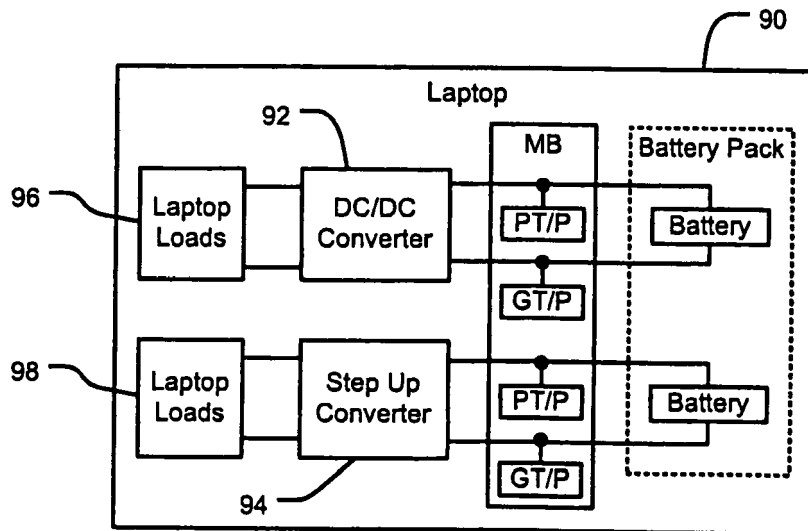 90
Laptop
92
MB
Battery Pack
96
Laptop
Loads
DC/DC
Converter
PT/P
Battery
GT/P
98
Laptop
Loads
Step Up
Converter
PT/P
Battery
GT/P
94